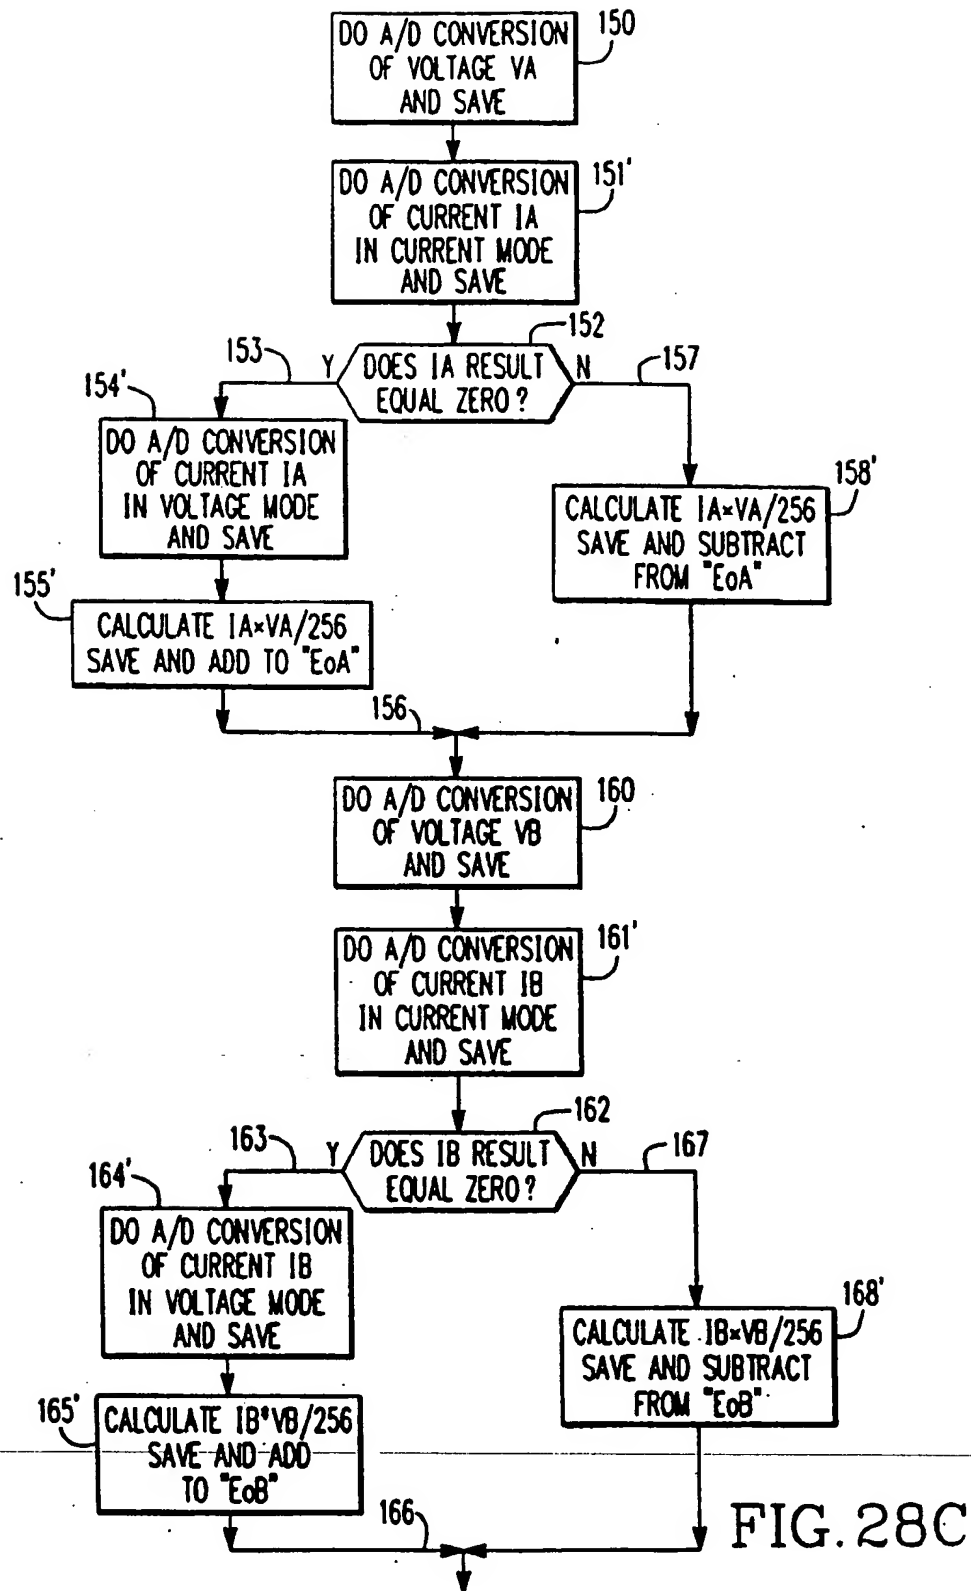 150
DO A/D CONVERSION
OF VOLTAGE VA
AND SAVE
151'
DO A/D CONVERSION
OF CURRENT IA
IN CURRENT MODE
AND SAVE
152
153
Y
DOES IA RESULT
EQUAL ZERO?
N
157
154'
DO A/D CONVERSION
OF CURRENT IA
IN VOLTAGE MODE
AND SAVE
158'
CALCULATE IA×VA/256
SAVE AND SUBTRACT
FROM "EoA"
155'
CALCULATE IA×VA/256
SAVE AND ADD TO "EoA"
156
160
DO A/D CONVERSION
OF VOLTAGE VB
AND SAVE
161'
DO A/D CONVERSION
OF CURRENT IB
IN CURRENT MODE
AND SAVE
162
163
Y
DOES IB RESULT
EQUAL ZERO?
N
167
164'
DO A/D CONVERSION
OF CURRENT IB
IN VOLTAGE MODE
AND SAVE
168'
CALCULATE IB×VB/256
SAVE AND SUBTRACT
FROM "EoB"
165'
CALCULATE IB*VB/256
SAVE AND ADD
TO "EoB"
166
FIG. 28C